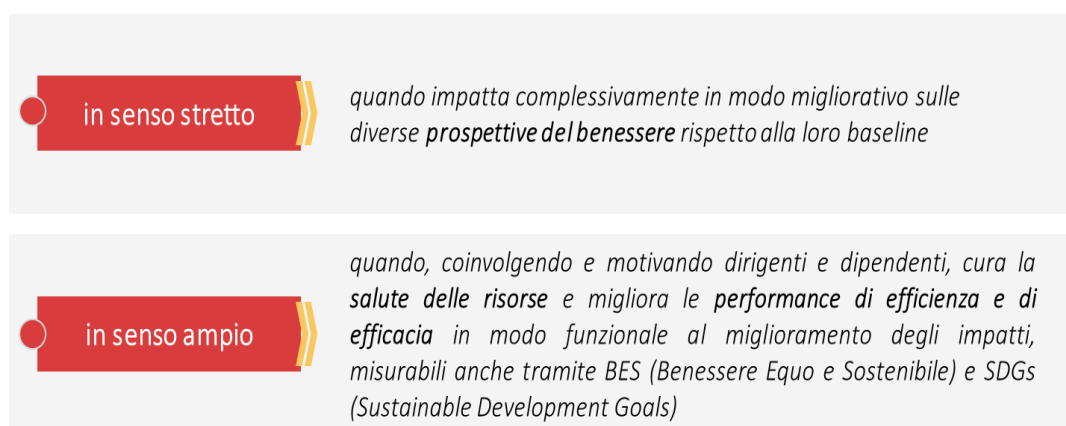 in senso stretto
quando impatta complessivamente in modo migliorativo sulle
diverse prospettive del benessere rispetto alla loro baseline
in senso ampio
quando, coinvolgendo e motivando dirigenti e dipendenti, cura la
salute delle risorse e migliora le performance di efficienza e di
efficacia in modo funzionale al miglioramento degli impatti,
misurabili anche tramite BES (Benessere Equo e Sostenibile) e SDGs
(Sustainable Development Goals)